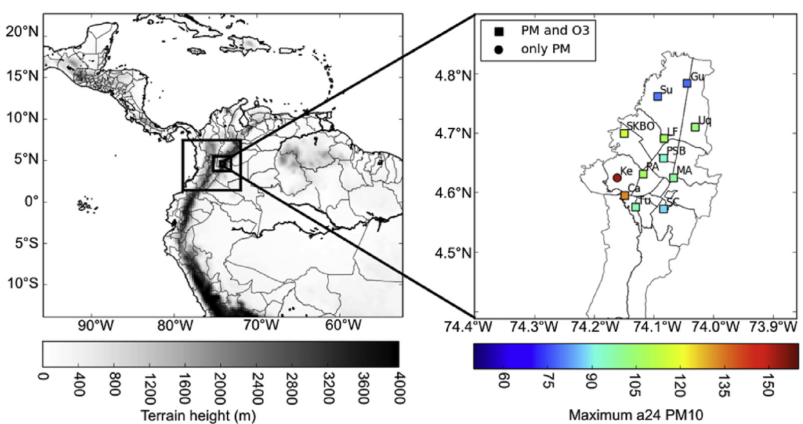 20°N
15°N
10°N
5°N
0°
5°S
10°S
90°W
80°W
70°W
60°W
0
400
800
1200
1600
2000
2400
2800
3200
3600
4000
Terrain height (m)
PM and O3
only PM
4.8°N
4.7°N
4.6°N
4.5°N
Gu
Su
Uq
SKBO
LF
PSB
PA
MA
Ke
Ca
Tu
SC
74.4°W
74.3°W
74.2°W
74.1°W
74.0°W
73.9°W
60
75
90
105
120
135
150
Maximum a24 PM10